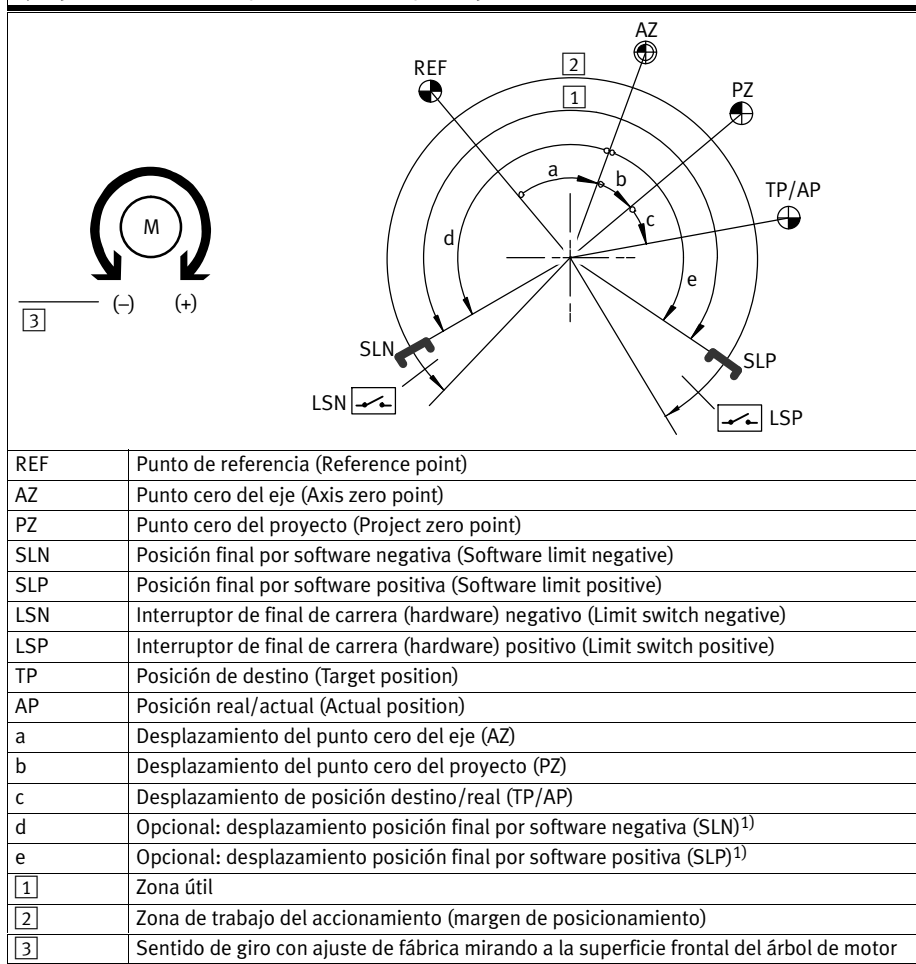 AZ
REF
2
PZ
1
a
b
TP/AP
M
c
d
e
(–)
(+)
3
SLN
SLP
LSN
LSP
REF Punto de referencia (Reference point)
AZ Punto cero del eje (Axis zero point)
PZ Punto cero del proyecto (Project zero point)
SLN Posición final por software negativa (Software limit negative)
SLP Posición final por software positiva (Software limit positive)
LSN Interruptor de final de carrera (hardware) negativo (Limit switch negative)
LSP Interruptor de final de carrera (hardware) positivo (Limit switch positive)
TP Posición de destino (Target position)
AP Posición real/actual (Actual position)
a Desplazamiento del punto cero del eje (AZ)
b Desplazamiento del punto cero del proyecto (PZ)
c Desplazamiento de posición destino/real (TP/AP)
d Opcional: desplazamiento posición final por software negativa (SLN)1)
e Opcional: desplazamiento posición final por software positiva (SLP)1)
1 Zona útil
2 Zona de trabajo del accionamiento (margen de posicionamiento)
3 Sentido de giro con ajuste de fábrica mirando a la superficie frontal del árbol de motor